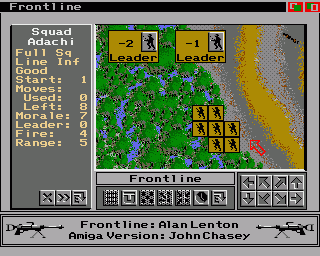 Frontline
Squad
Adachi
Full Sq
Line Inf
Good
Start: 1
Moves:
Used: 0
Left: 8
Morale: 7
Leader: 0
Fire: 4
Range: 5
-2
Leader
-1
Leader
Frontline
Frontline: Alan Lenton
Amiga Version: John Chasey